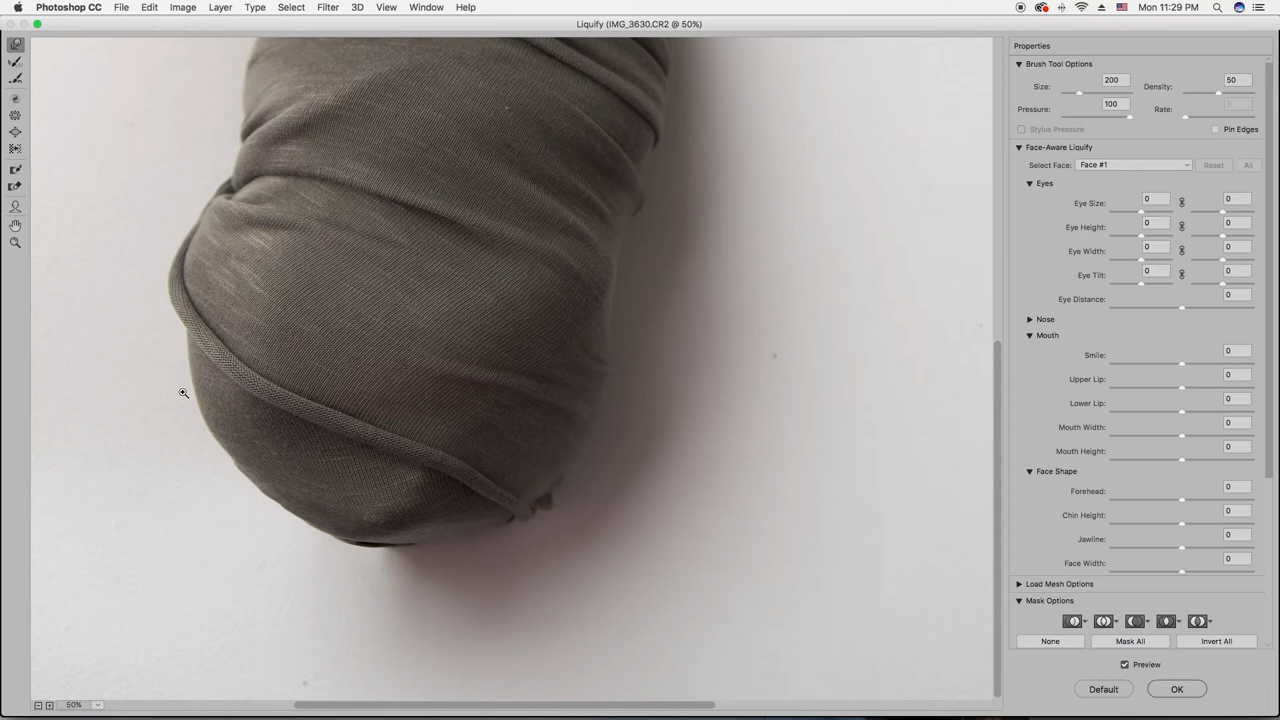 Photoshop CC File Edit Image Layer Type Select Filter 3D View Window Help Mon 11:29 PM
Liquify (IMG_3630.CR2 @ 50%)
Properties
Brush Tool Options
Size: 200 Density: 50
Pressure: 100 Rate: 0
Stylus Pressure Pin Edges
Face-Aware Liquify
Select Face: Face #1 Reset All
Eyes
Eye Size: 0 0
Eye Height: 0 0
Eye Width: 0 0
Eye Tilt: 0 0
Eye Distance: 0
Nose
Mouth
Smile: 0
Upper Lip: 0
Lower Lip: 0
Mouth Width: 0
Mouth Height: 0
Face Shape
Forehead: 0
Chin Height: 0
Jawline: 0
Face Width: 0
Load Mesh Options
Mask Options
None Mask All Invert All
Preview
Default OK
50%